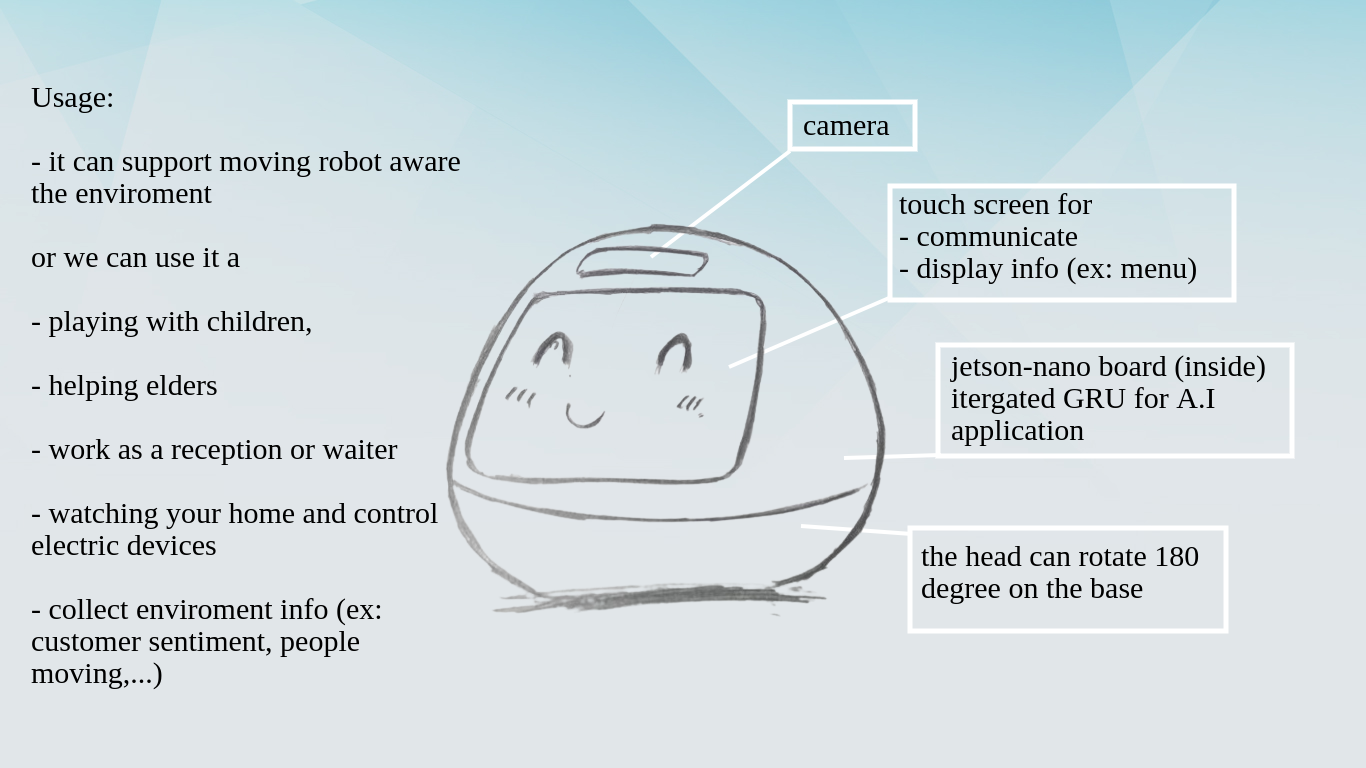 Usage:
- it can support moving robot aware
the enviroment
or we can use it a
- playing with children,
- helping elders
- work as a reception or waiter
- watching your home and control
electric devices
- collect enviroment info (ex:
customer sentiment, people
moving,...)
camera
touch screen for
- communicate
- display info (ex: menu)
jetson-nano board (inside)
itergated GRU for A.I
application
the head can rotate 180
degree on the base